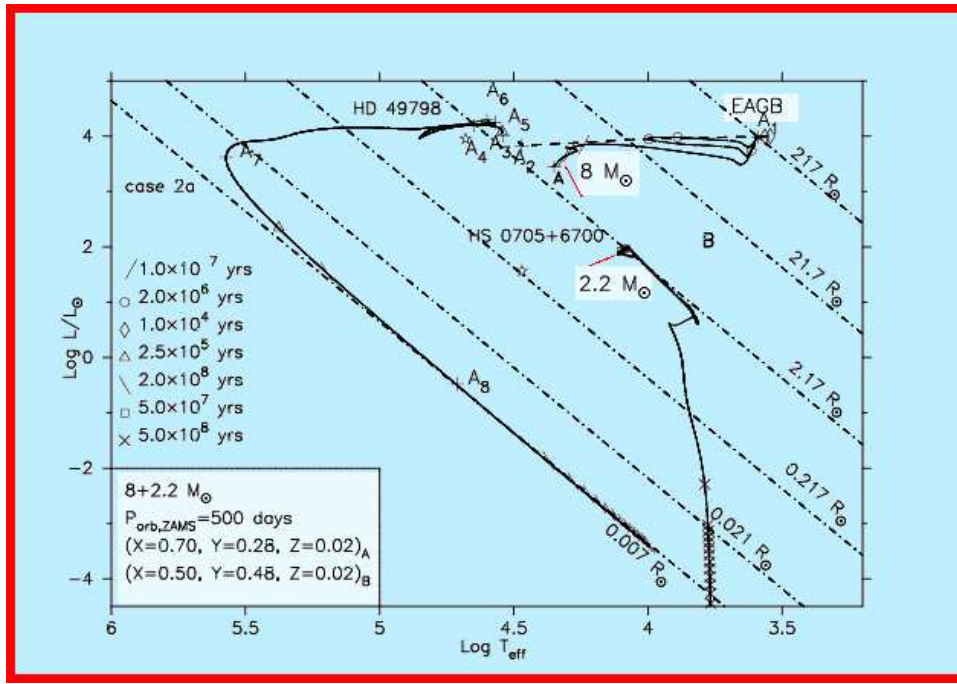 HD 49798
A₆
A₅
EAGB
A₁
A₇
A₄
A₃
A₂
A
8 M☉
217 R☉
case 2a
HS 0705+6700
B
2.2 M☉
21.7 R☉
1.0×10⁷ yrs
2.0×10⁶ yrs
1.0×10⁴ yrs
2.5×10⁵ yrs
2.0×10⁸ yrs
5.0×10⁷ yrs
5.0×10⁸ yrs
A₈
2.17 R☉
0.217 R☉
0.021 R☉
0.007 R☉
8+2.2 M☉
P orb,ZAMS=500 days
(X=0.70, Y=0.28, Z=0.02)A
(X=0.50, Y=0.48, Z=0.02)B
Log L/L☉
4
2
0
−2
−4
6 5.5 5 4.5 4 3.5
Log Teff